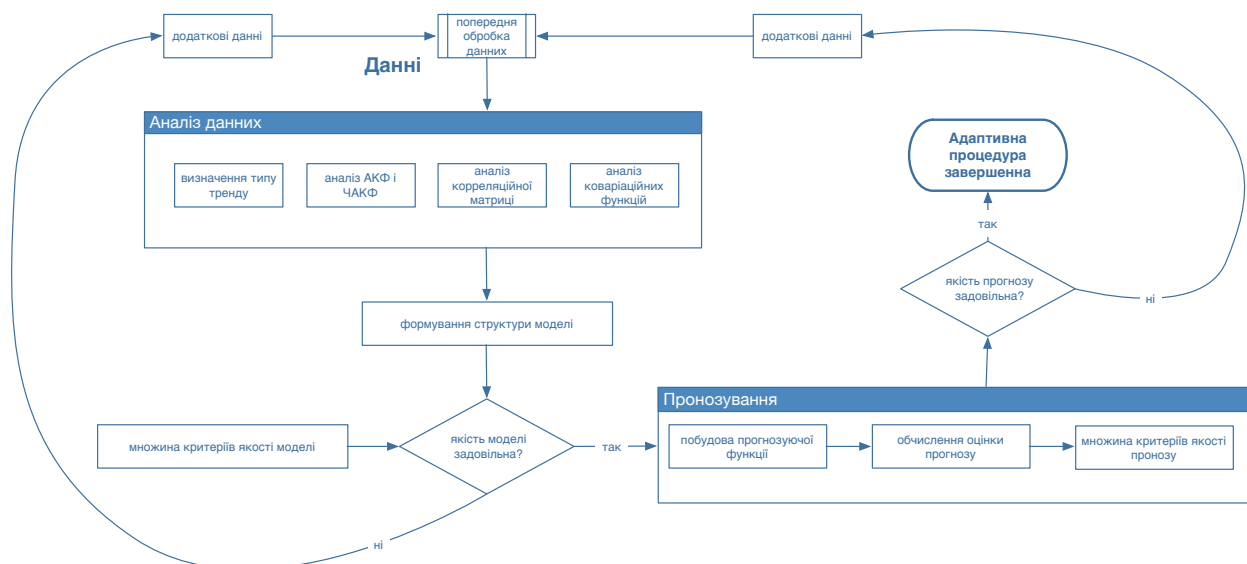 додаткові данні
попередня
обробка
данних
додаткові данні
Данні
Аналіз данних
визначення типу
тренду
аналіз АКФ і
ЧАКФ
аналіз
корреляційної
матриці
аналіз
коваріаційних
функцій
Адаптивна
процедура
завершенна
так
якість прогнозу
задовільна?
ні
формування структури моделі
множина критеріїв якості моделі
якість моделі
задовільна?
так
ні
Пронозування
побудова прогнозуючої
функції
обчислення оцінки
прогнозу
множина критеріїв якості
пронозу